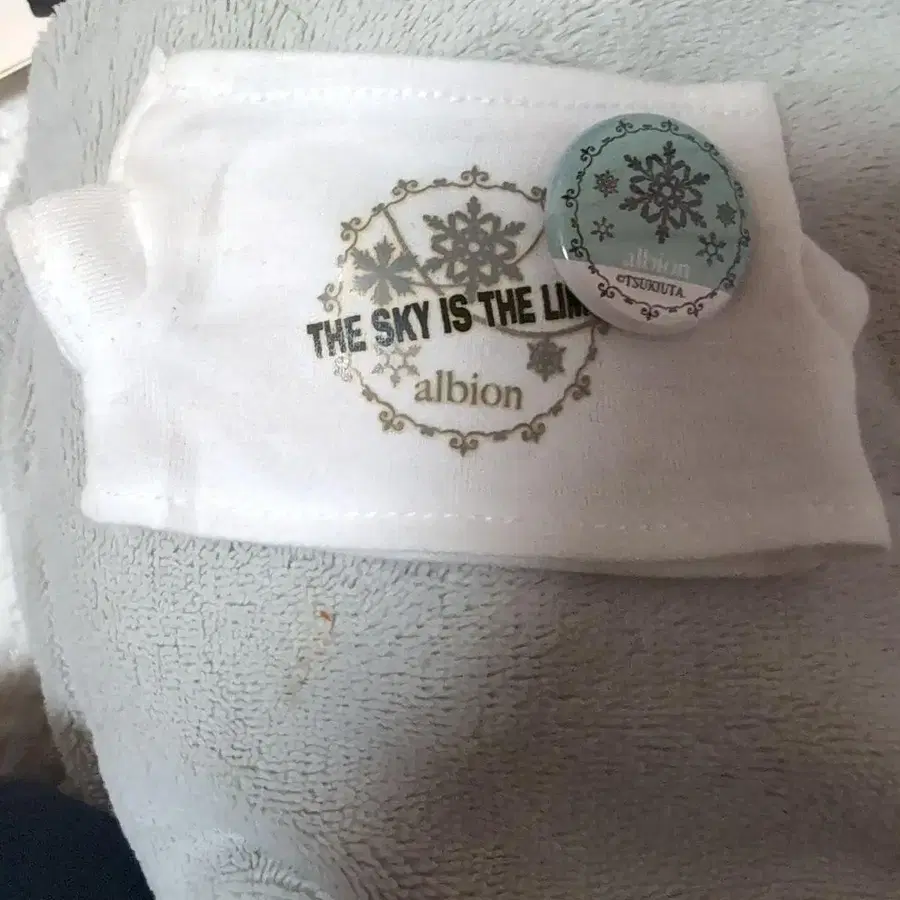 THE SKY IS THE LIM
albion
albion
©TSUKIUTA.